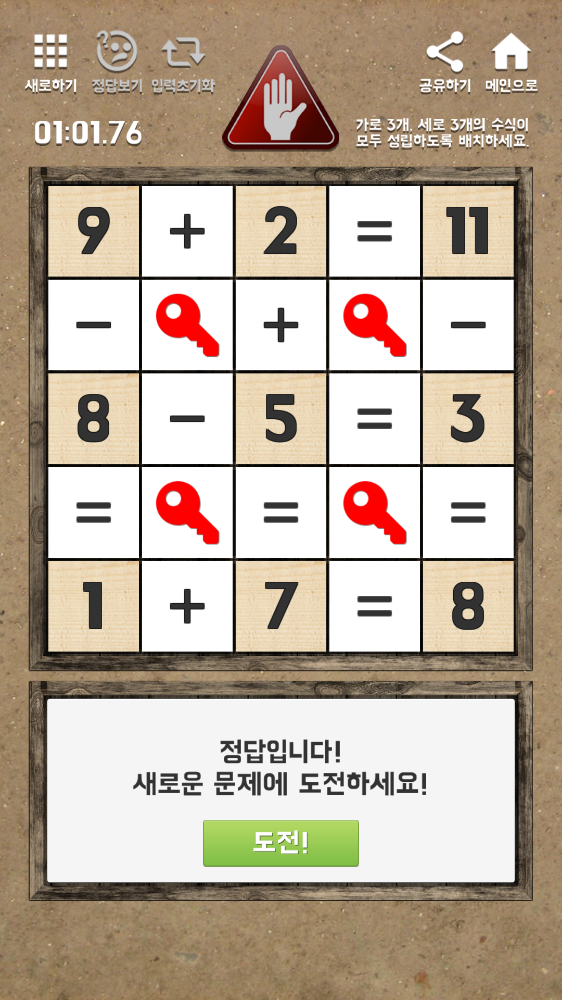 새로하기 정답보기 입력초기화 공유하기 메인으로
01:01.76
가로 3개, 세로 3개의 수식이
모두 성립하도록 배치하세요.
9 + 2 = 11
− + −
8 − 5 = 3
= = =
1 + 7 = 8
정답입니다!
새로운 문제에 도전하세요!
도전!